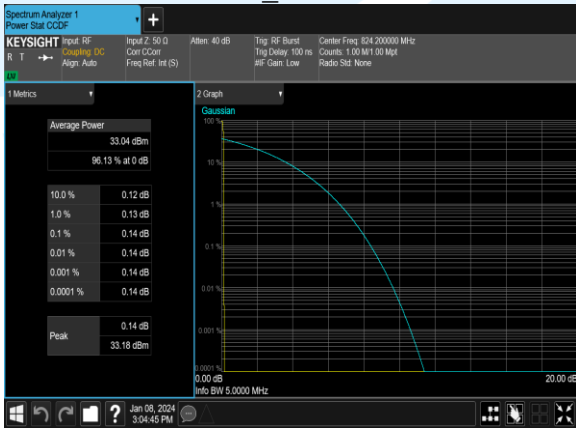 Spectrum Analyzer 1
Power Stat CCDF
KEYSIGHT
R T
LW
Input: RF
Coupling: DC
Align: Auto
Input Z: 50 Ω
Corr CCorr
Freq Ref: Int (S)
Atten: 40 dB
Trig: RF Burst
Trig Delay: 100 ns
#IF Gain: Low
Center Freq: 824.200000 MHz
Counts: 1.00 M/1.00 Mpt
Radio Std: None
1 Metrics
Average Power
33.04 dBm
96.13 % at 0 dB
10.0 % 0.12 dB
1.0 % 0.13 dB
0.1 % 0.14 dB
0.01 % 0.14 dB
0.001 % 0.14 dB
0.0001 % 0.14 dB
Peak
0.14 dB
33.18 dBm
2 Graph
Gaussian
100 %
10 %
1 %
0.1 %
0.01 %
0.001 %
0.0001 %
0.00 dB 20.00 dB
Info BW 5.0000 MHz
Jan 08, 2024
3:04:45 PM